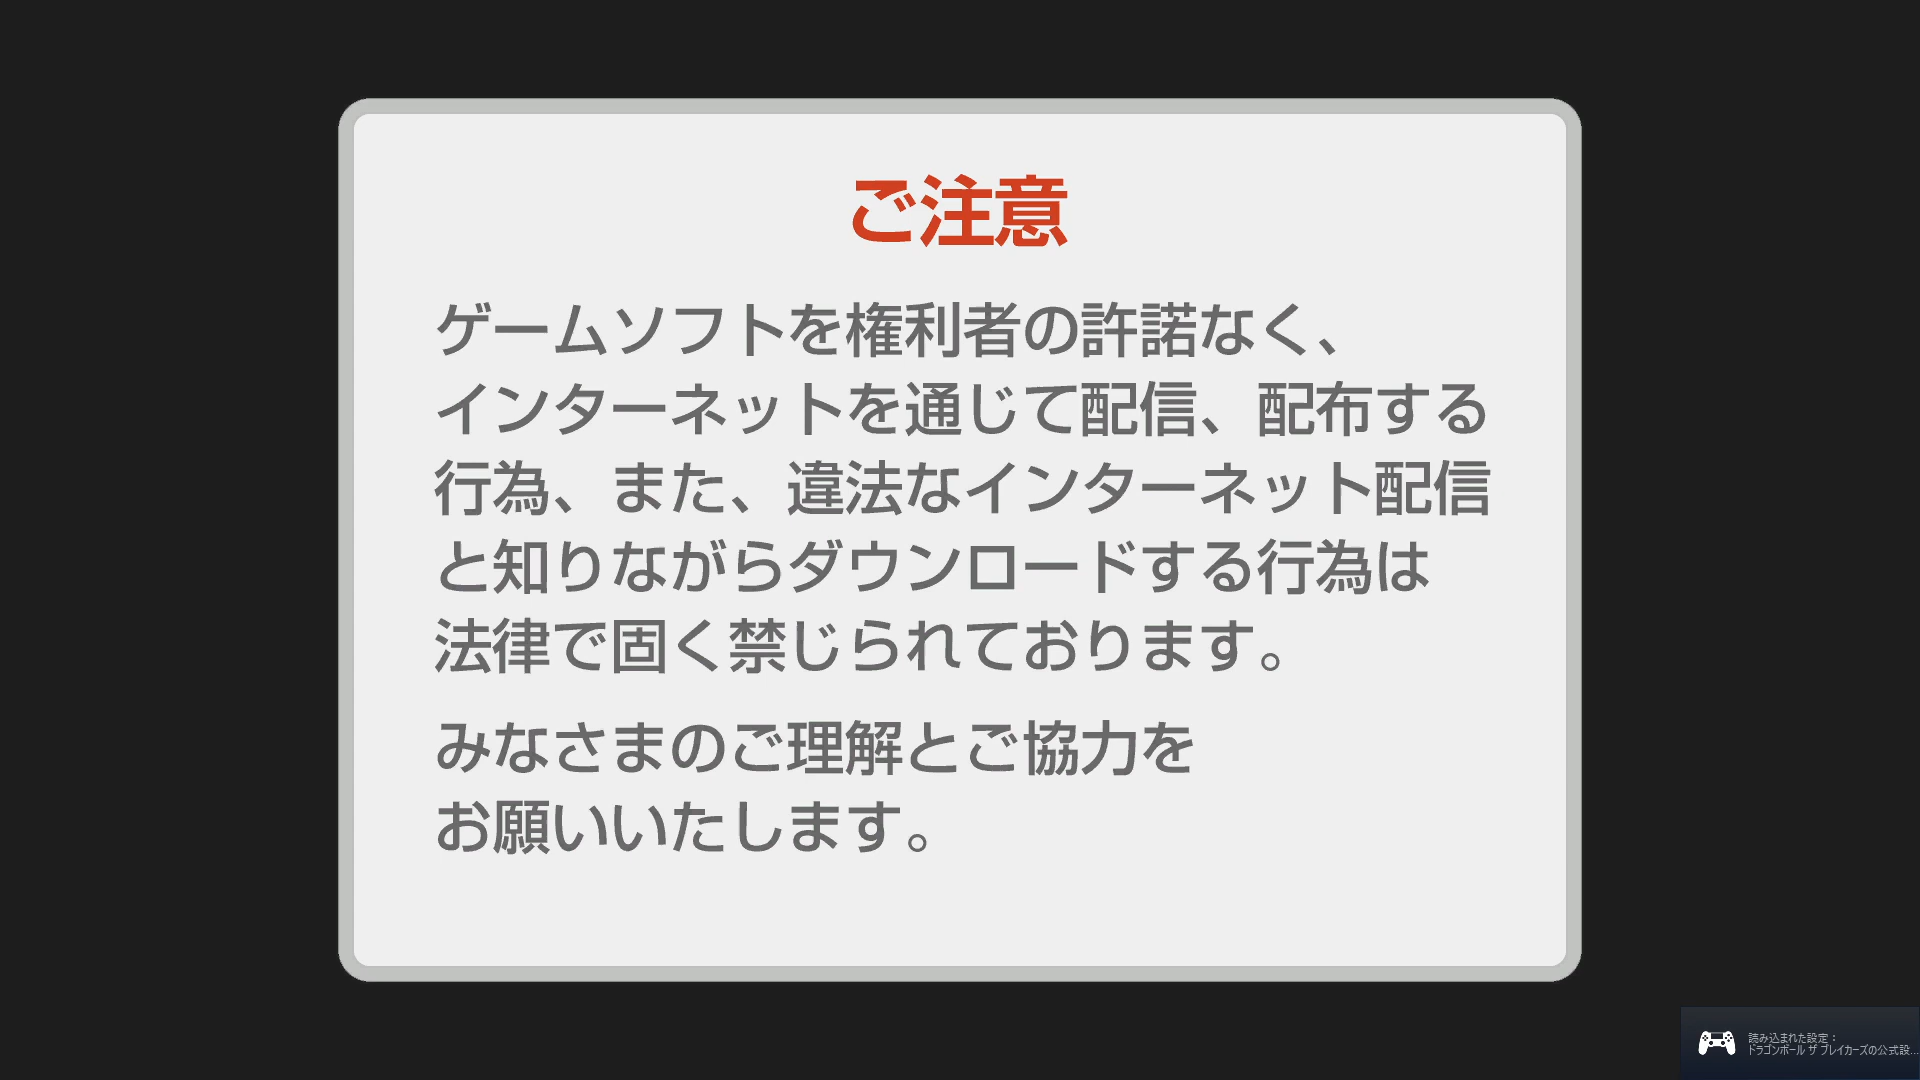 ご注意
ゲームソフトを権利者の許諾なく、
インターネットを通じて配信、配布する
行為、また、違法なインターネット配信
と知りながらダウンロードする行為は
法律で固く禁じられております。
みなさまのご理解とご協力を
お願いいたします。
読み込まれた設定：
ドラゴンボール ザ ブレイカーズの公式設...